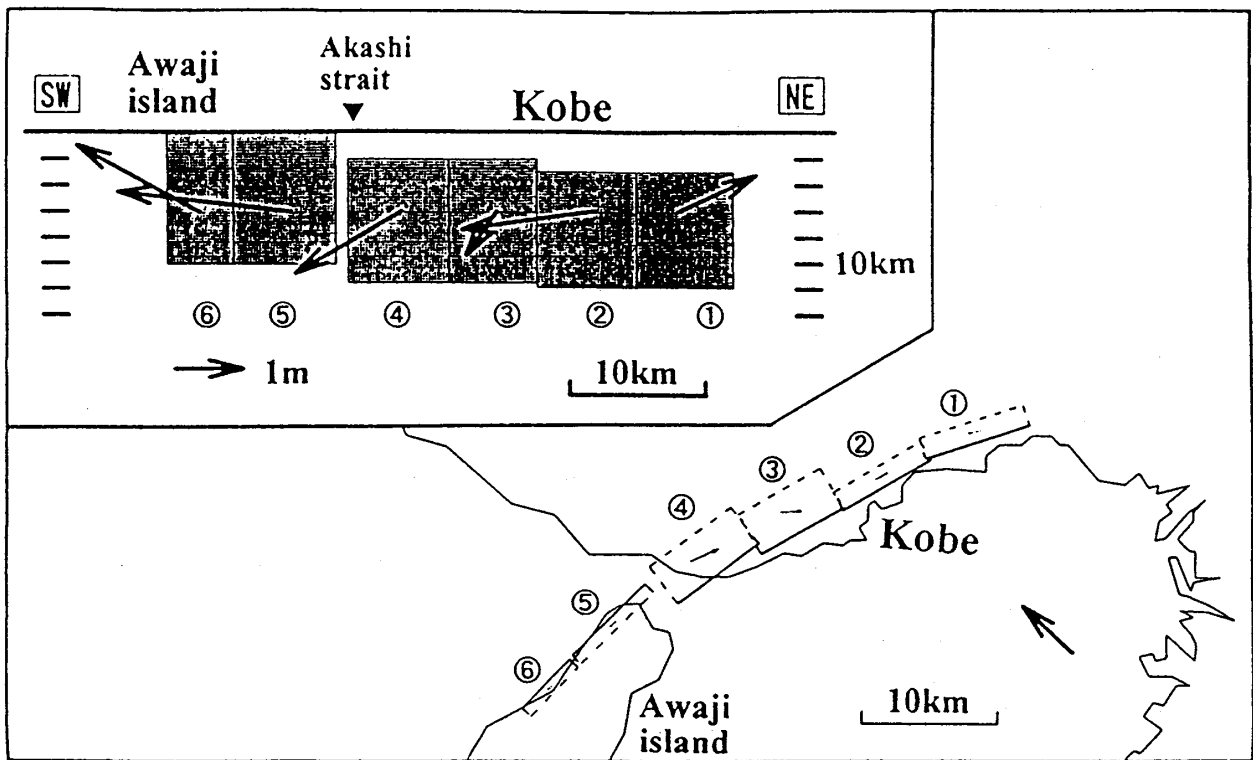 Akashi
strait
Awaji
island
SW
Kobe
NE
10km
⑥ ⑤ ④ ③ ② ①
1m
10km
①
②
③
④
Kobe
⑤
⑥
10km
Awaji
island